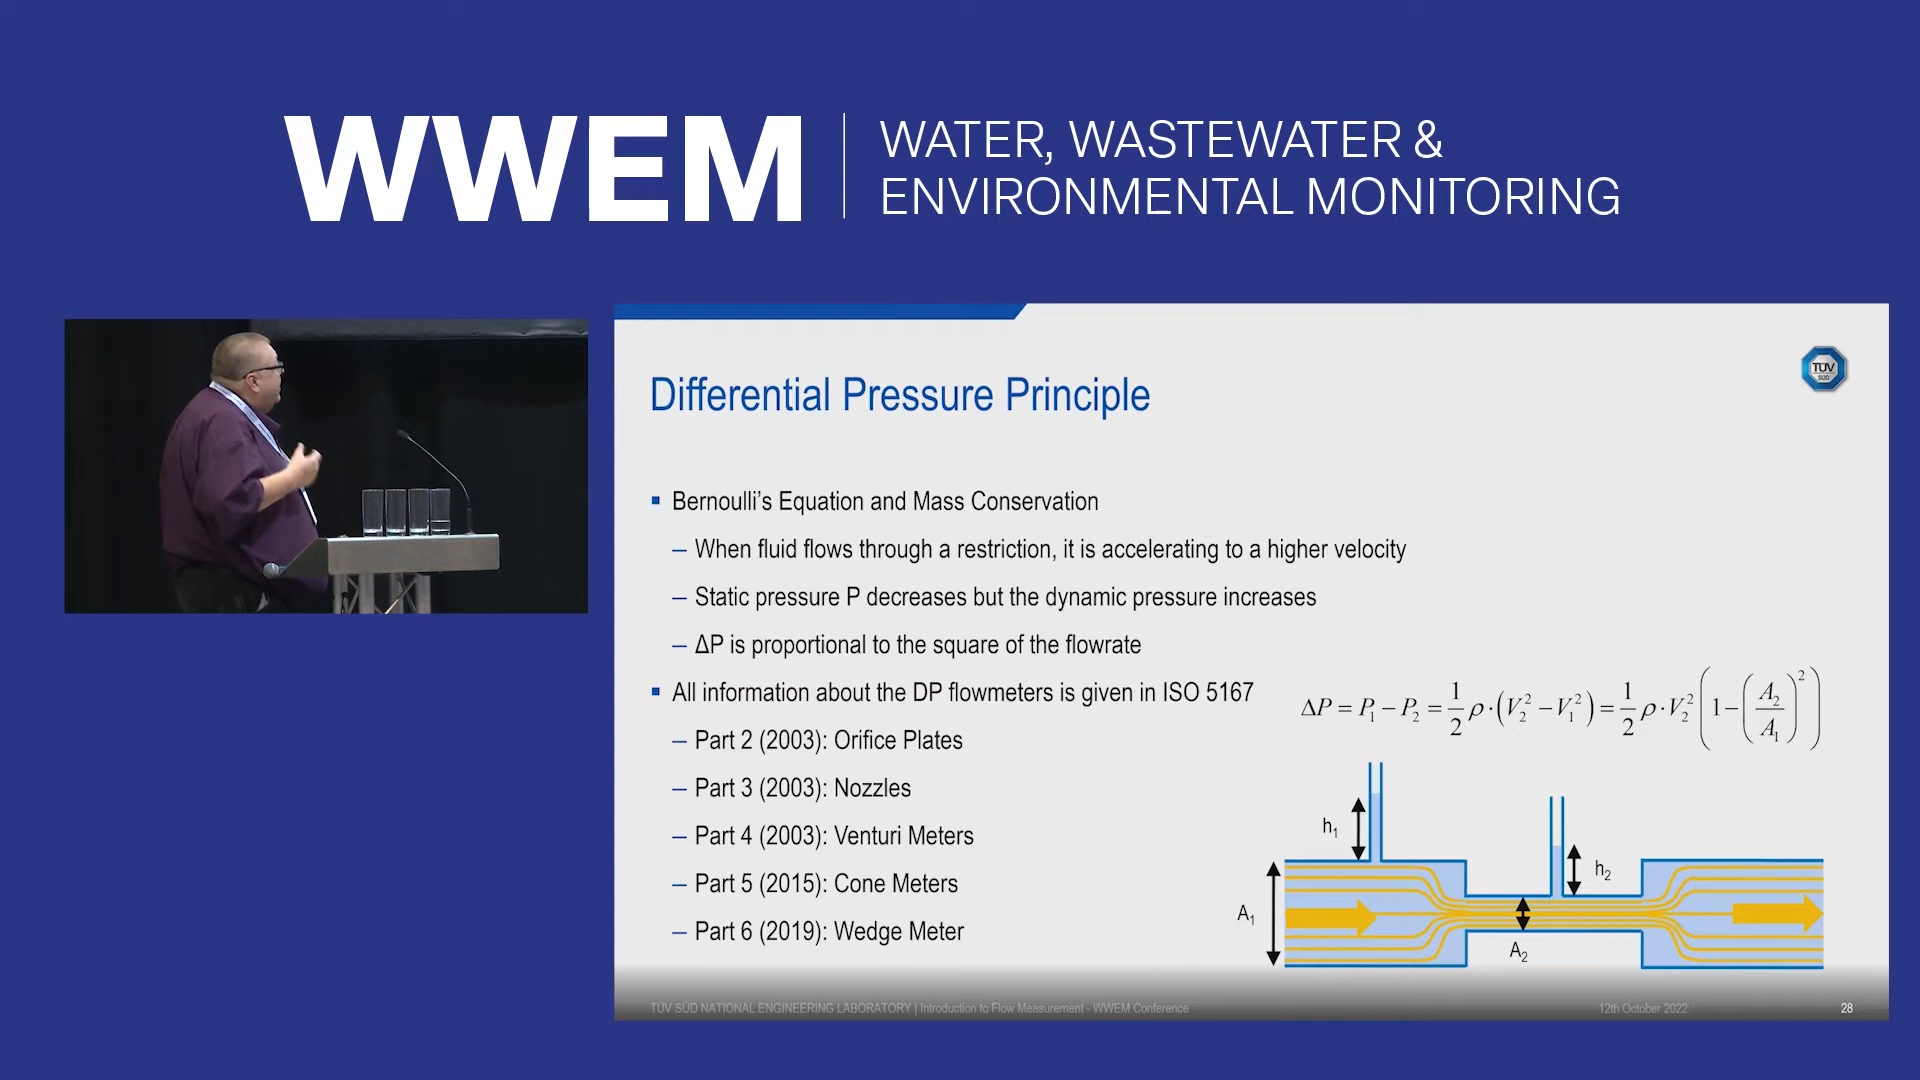 WWEM
WATER, WASTEWATER &
ENVIRONMENTAL MONITORING
TÜV
SÜD
Differential Pressure Principle
▪ Bernoulli’s Equation and Mass Conservation
– When fluid flows through a restriction, it is accelerating to a higher velocity
– Static pressure P decreases but the dynamic pressure increases
– ΔP is proportional to the square of the flowrate
▪ All information about the DP flowmeters is given in ISO 5167
– Part 2 (2003): Orifice Plates
– Part 3 (2003): Nozzles
– Part 4 (2003): Venturi Meters
– Part 5 (2015): Cone Meters
– Part 6 (2019): Wedge Meter
ΔP = P₁ − P₂ = 1/2 ρ·(V₂² − V₁²) = 1/2 ρ·V₂² (1 − (A₂/A₁)²)
h₁
h₂
A₁
A₂
TÜV SÜD NATIONAL ENGINEERING LABORATORY | Introduction to Flow Measurement - WWEM Conference
12th October 2022
28